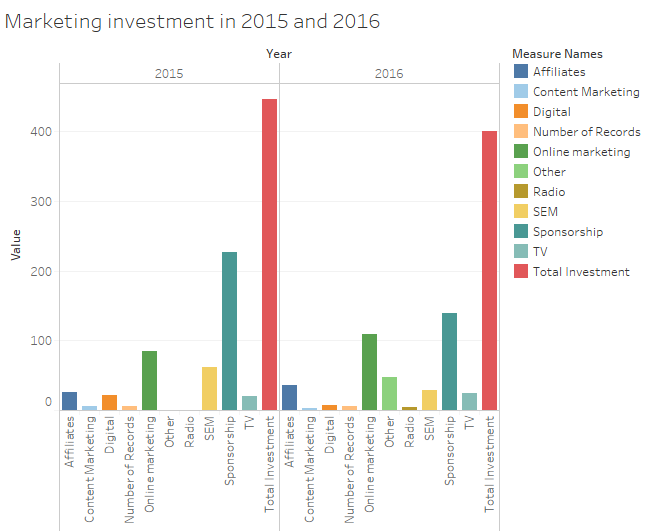 Marketing investment in 2015 and 2016
Year
2015
2016
Value
400
300
200
100
0
Affiliates
Content Marketing
Digital
Number of Records
Online marketing
Other
Radio
SEM
Sponsorship
TV
Total Investment
Affiliates
Content Marketing
Digital
Number of Records
Online marketing
Other
Radio
SEM
Sponsorship
TV
Total Investment
Measure Names
Affiliates
Content Marketing
Digital
Number of Records
Online marketing
Other
Radio
SEM
Sponsorship
TV
Total Investment